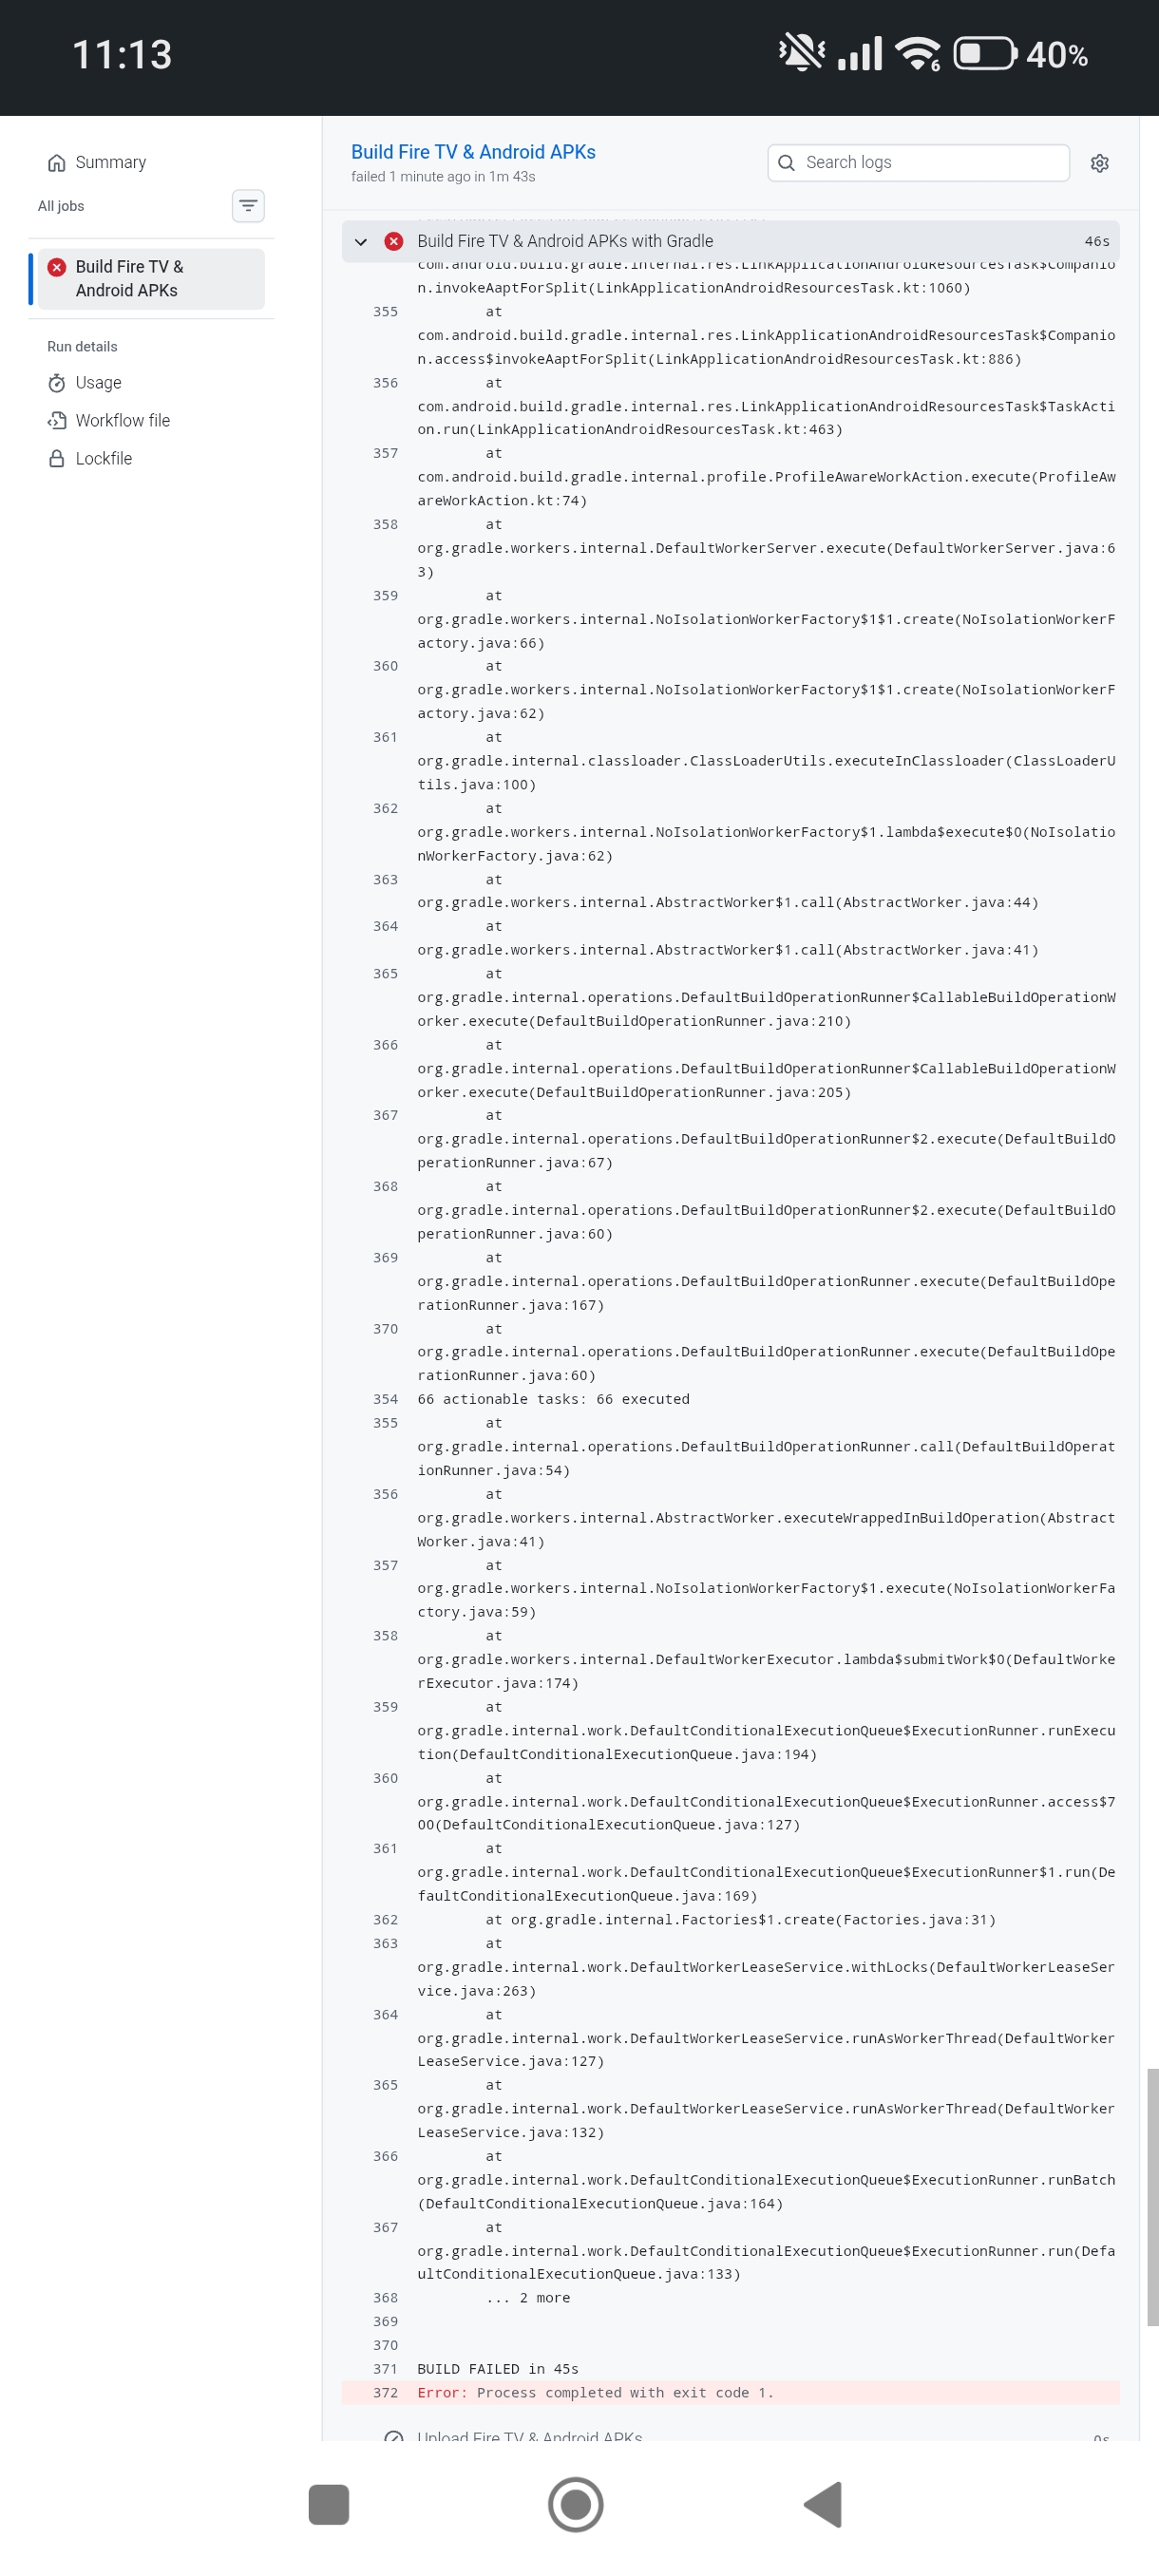 11:13
6
40%
Summary
All jobs
Build Fire TV &
Android APKs
Run details
Usage
Workflow file
Lockfile
Build Fire TV & Android APKs
failed 1 minute ago in 1m 43s
Search logs
Build Fire TV & Android APKs with Gradle
46s
com.android.build.gradle.internal.res.LinkApplicationAndroidResourcesTask$Companio
n.invokeAaptForSplit(LinkApplicationAndroidResourcesTask.kt:1060)
355 at
com.android.build.gradle.internal.res.LinkApplicationAndroidResourcesTask$Companio
n.access$invokeAaptForSplit(LinkApplicationAndroidResourcesTask.kt:886)
356 at
com.android.build.gradle.internal.res.LinkApplicationAndroidResourcesTask$TaskActi
on.run(LinkApplicationAndroidResourcesTask.kt:463)
357 at
com.android.build.gradle.internal.profile.ProfileAwareWorkAction.execute(ProfileAw
areWorkAction.kt:74)
358 at
org.gradle.workers.internal.DefaultWorkerServer.execute(DefaultWorkerServer.java:6
3)
359 at
org.gradle.workers.internal.NoIsolationWorkerFactory$1$1.create(NoIsolationWorkerF
actory.java:66)
360 at
org.gradle.workers.internal.NoIsolationWorkerFactory$1$1.create(NoIsolationWorkerF
actory.java:62)
361 at
org.gradle.internal.classloader.ClassLoaderUtils.executeInClassloader(ClassLoaderU
tils.java:100)
362 at
org.gradle.workers.internal.NoIsolationWorkerFactory$1.lambda$execute$0(NoIsolatio
nWorkerFactory.java:62)
363 at
org.gradle.workers.internal.AbstractWorker$1.call(AbstractWorker.java:44)
364 at
org.gradle.workers.internal.AbstractWorker$1.call(AbstractWorker.java:41)
365 at
org.gradle.internal.operations.DefaultBuildOperationRunner$CallableBuildOperationW
orker.execute(DefaultBuildOperationRunner.java:210)
366 at
org.gradle.internal.operations.DefaultBuildOperationRunner$CallableBuildOperationW
orker.execute(DefaultBuildOperationRunner.java:205)
367 at
org.gradle.internal.operations.DefaultBuildOperationRunner$2.execute(DefaultBuildO
perationRunner.java:67)
368 at
org.gradle.internal.operations.DefaultBuildOperationRunner$2.execute(DefaultBuildO
perationRunner.java:60)
369 at
org.gradle.internal.operations.DefaultBuildOperationRunner.execute(DefaultBuildOpe
rationRunner.java:167)
370 at
org.gradle.internal.operations.DefaultBuildOperationRunner.execute(DefaultBuildOpe
rationRunner.java:60)
354 66 actionable tasks: 66 executed
355 at
org.gradle.internal.operations.DefaultBuildOperationRunner.call(DefaultBuildOperat
ionRunner.java:54)
356 at
org.gradle.workers.internal.AbstractWorker.executeWrappedInBuildOperation(Abstract
Worker.java:41)
357 at
org.gradle.workers.internal.NoIsolationWorkerFactory$1.execute(NoIsolationWorkerFa
ctory.java:59)
358 at
org.gradle.workers.internal.DefaultWorkerExecutor.lambda$submitWork$0(DefaultWorke
rExecutor.java:174)
359 at
org.gradle.internal.work.DefaultConditionalExecutionQueue$ExecutionRunner.runExecu
tion(DefaultConditionalExecutionQueue.java:194)
360 at
org.gradle.internal.work.DefaultConditionalExecutionQueue$ExecutionRunner.access$7
00(DefaultConditionalExecutionQueue.java:127)
361 at
org.gradle.internal.work.DefaultConditionalExecutionQueue$ExecutionRunner$1.run(De
faultConditionalExecutionQueue.java:169)
362 at org.gradle.internal.Factories$1.create(Factories.java:31)
363 at
org.gradle.internal.work.DefaultWorkerLeaseService.withLocks(DefaultWorkerLeaseSer
vice.java:263)
364 at
org.gradle.internal.work.DefaultWorkerLeaseService.runAsWorkerThread(DefaultWorker
LeaseService.java:127)
365 at
org.gradle.internal.work.DefaultWorkerLeaseService.runAsWorkerThread(DefaultWorker
LeaseService.java:132)
366 at
org.gradle.internal.work.DefaultConditionalExecutionQueue$ExecutionRunner.runBatch
(DefaultConditionalExecutionQueue.java:164)
367 at
org.gradle.internal.work.DefaultConditionalExecutionQueue$ExecutionRunner.run(Defa
ultConditionalExecutionQueue.java:133)
368 ... 2 more
369
370
371 BUILD FAILED in 45s
372 Error: Process completed with exit code 1.
Upload Fire TV & Android APKs
0s